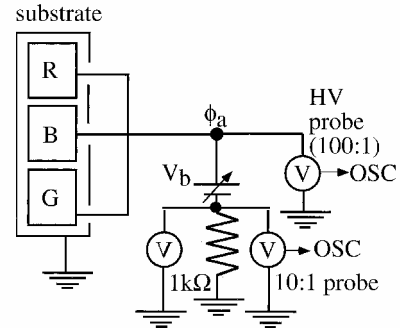 substrate
R
B
G
ϕa
Vb
HV
probe
(100:1)
V
OSC
V
1kΩ
V
OSC
10:1 probe